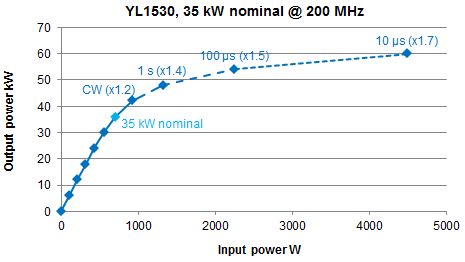 YL1530, 35 kW nominal @ 200 MHz
Output power kW
70
60
50
40
30
20
10
0
10 µs (x1.7)
100 µs (x1.5)
1 s (x1.4)
CW (x1.2)
35 kW nominal
0
1000
2000
3000
4000
5000
Input power W